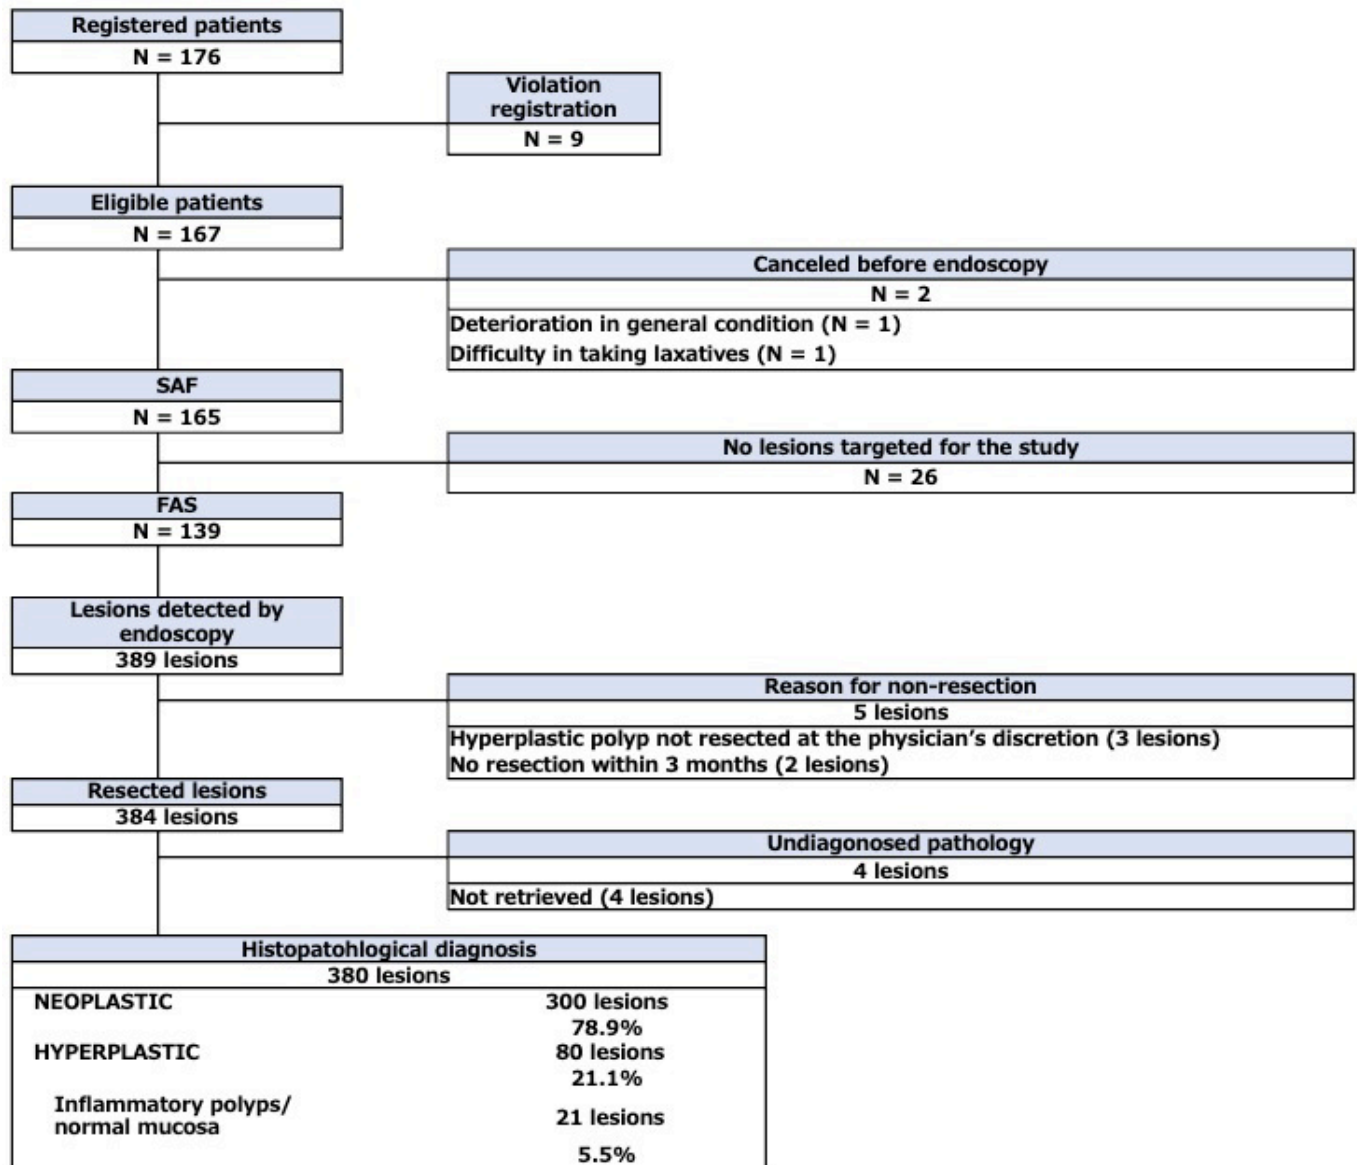 Registered patients
N = 176
Violation
registration
N = 9
Eligible patients
N = 167
Canceled before endoscopy
N = 2
Deterioration in general condition (N = 1)
Difficulty in taking laxatives (N = 1)
SAF
N = 165
No lesions targeted for the study
N = 26
FAS
N = 139
Lesions detected by
endoscopy
389 lesions
Reason for non-resection
5 lesions
Hyperplastic polyp not resected at the physician’s discretion (3 lesions)
No resection within 3 months (2 lesions)
Resected lesions
384 lesions
Undiagonosed pathology
4 lesions
Not retrieved (4 lesions)
Histopatohlogical diagnosis
380 lesions
NEOPLASTIC 300 lesions
78.9%
HYPERPLASTIC 80 lesions
21.1%
Inflammatory polyps/
normal mucosa 21 lesions
5.5%